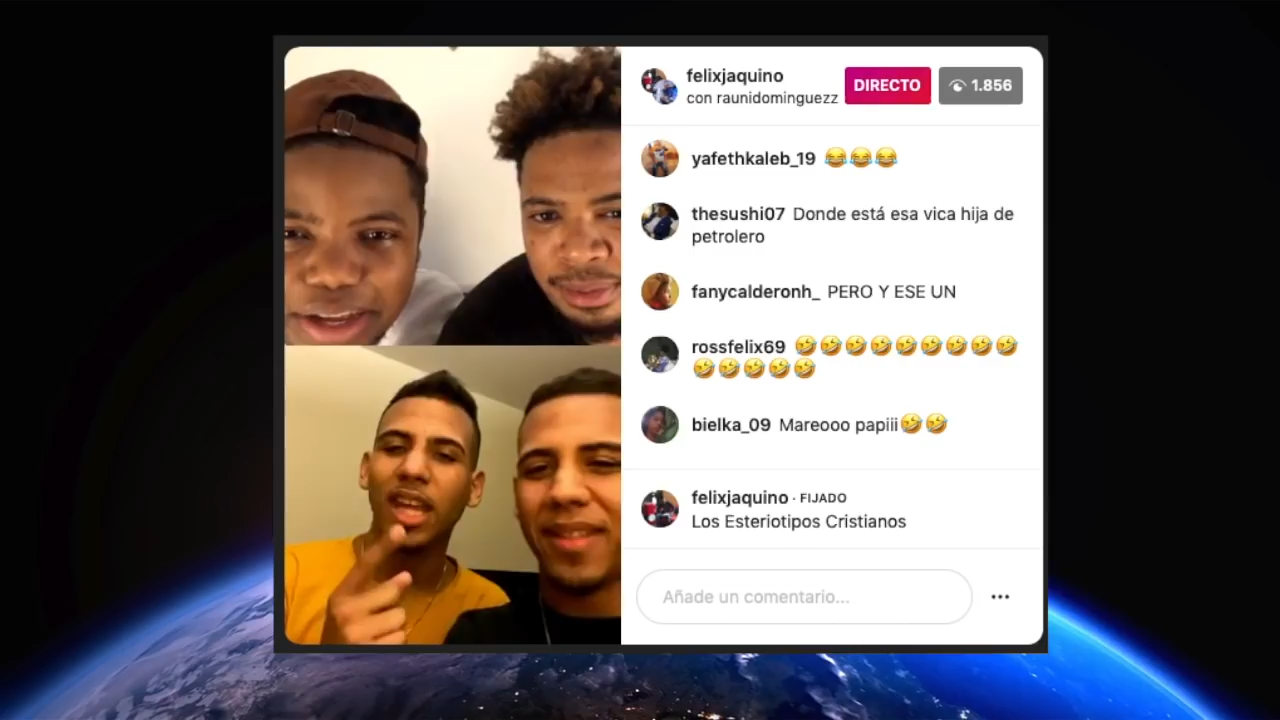 felixjaquino
con raunidominguezz
DIRECTO
1.856
yafethkaleb_19 😂😂😂
thesushi07 Donde está esa vica hija de
petrolero
fanycalderonh_ PERO Y ESE UN
rossfelix69 🤣🤣🤣🤣🤣🤣🤣🤣🤣
🤣🤣🤣🤣🤣
bielka_09 Mareooo papiii🤣🤣
felixjaquino · FIJADO
Los Esteriotipos Cristianos
Añade un comentario...